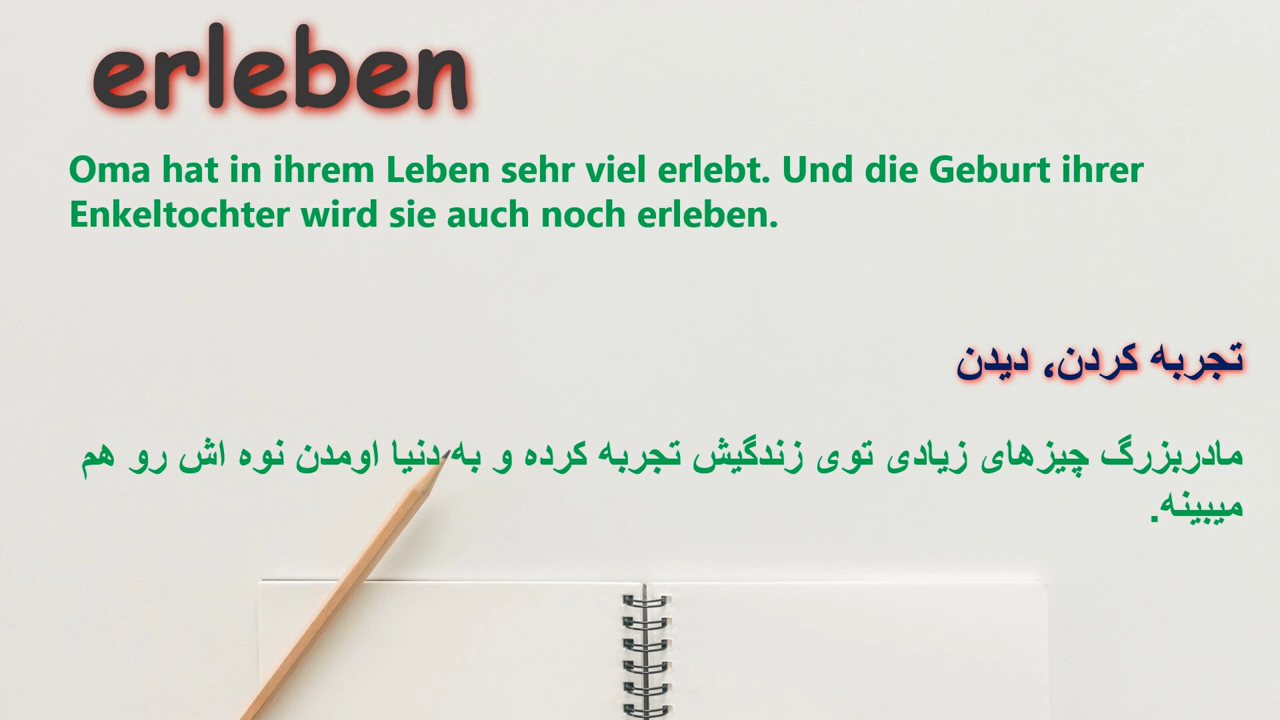 erleben
Oma hat in ihrem Leben sehr viel erlebt. Und die Geburt ihrer
Enkeltochter wird sie auch noch erleben.
تجربه کردن، دیدن
مادربزرگ چیزهای زیادی توی زندگیش تجربه کرده و به دنیا اومدن نوه اش رو هم
میبینه.